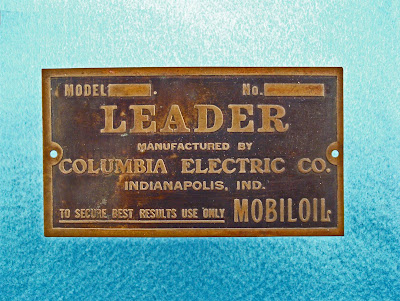 MODEL No.
LEADER
MANUFACTURED BY
COLUMBIA ELECTRIC CO.
INDIANAPOLIS, IND.
TO SECURE BEST RESULTS USE ONLY MOBILOIL